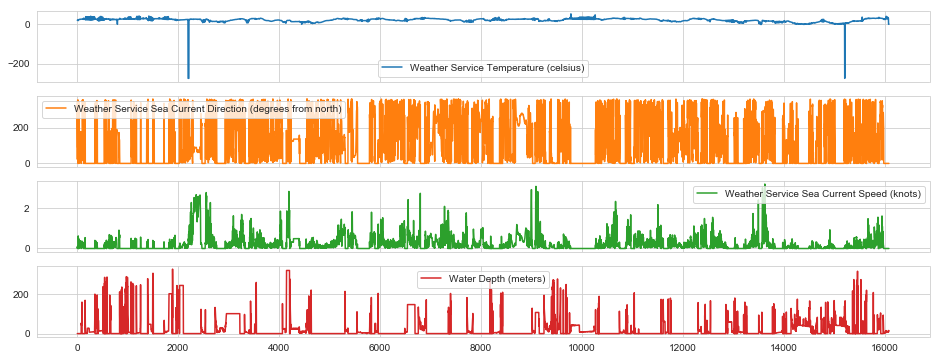 0
−200
Weather Service Temperature (celsius)
200
0
Weather Service Sea Current Direction (degrees from north)
2
0
Weather Service Sea Current Speed (knots)
200
0
Water Depth (meters)
0 2000 4000 6000 8000 10000 12000 14000 16000